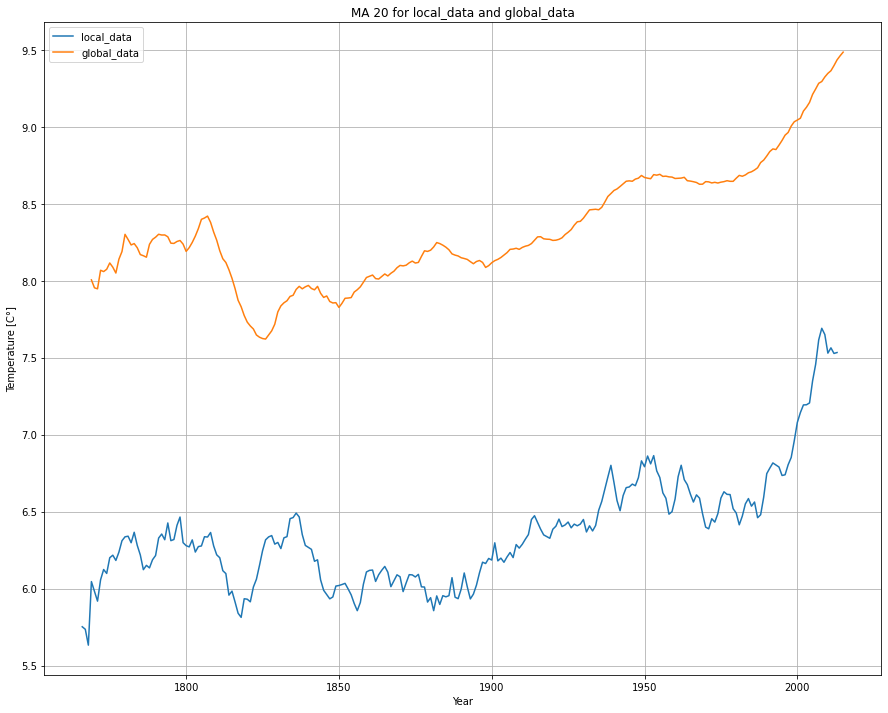 MA 20 for local_data and global_data
local_data
global_data
9.5
9.0
8.5
8.0
7.5
7.0
6.5
6.0
5.5
Temperature [C°]
1800
1850
1900
1950
2000
Year